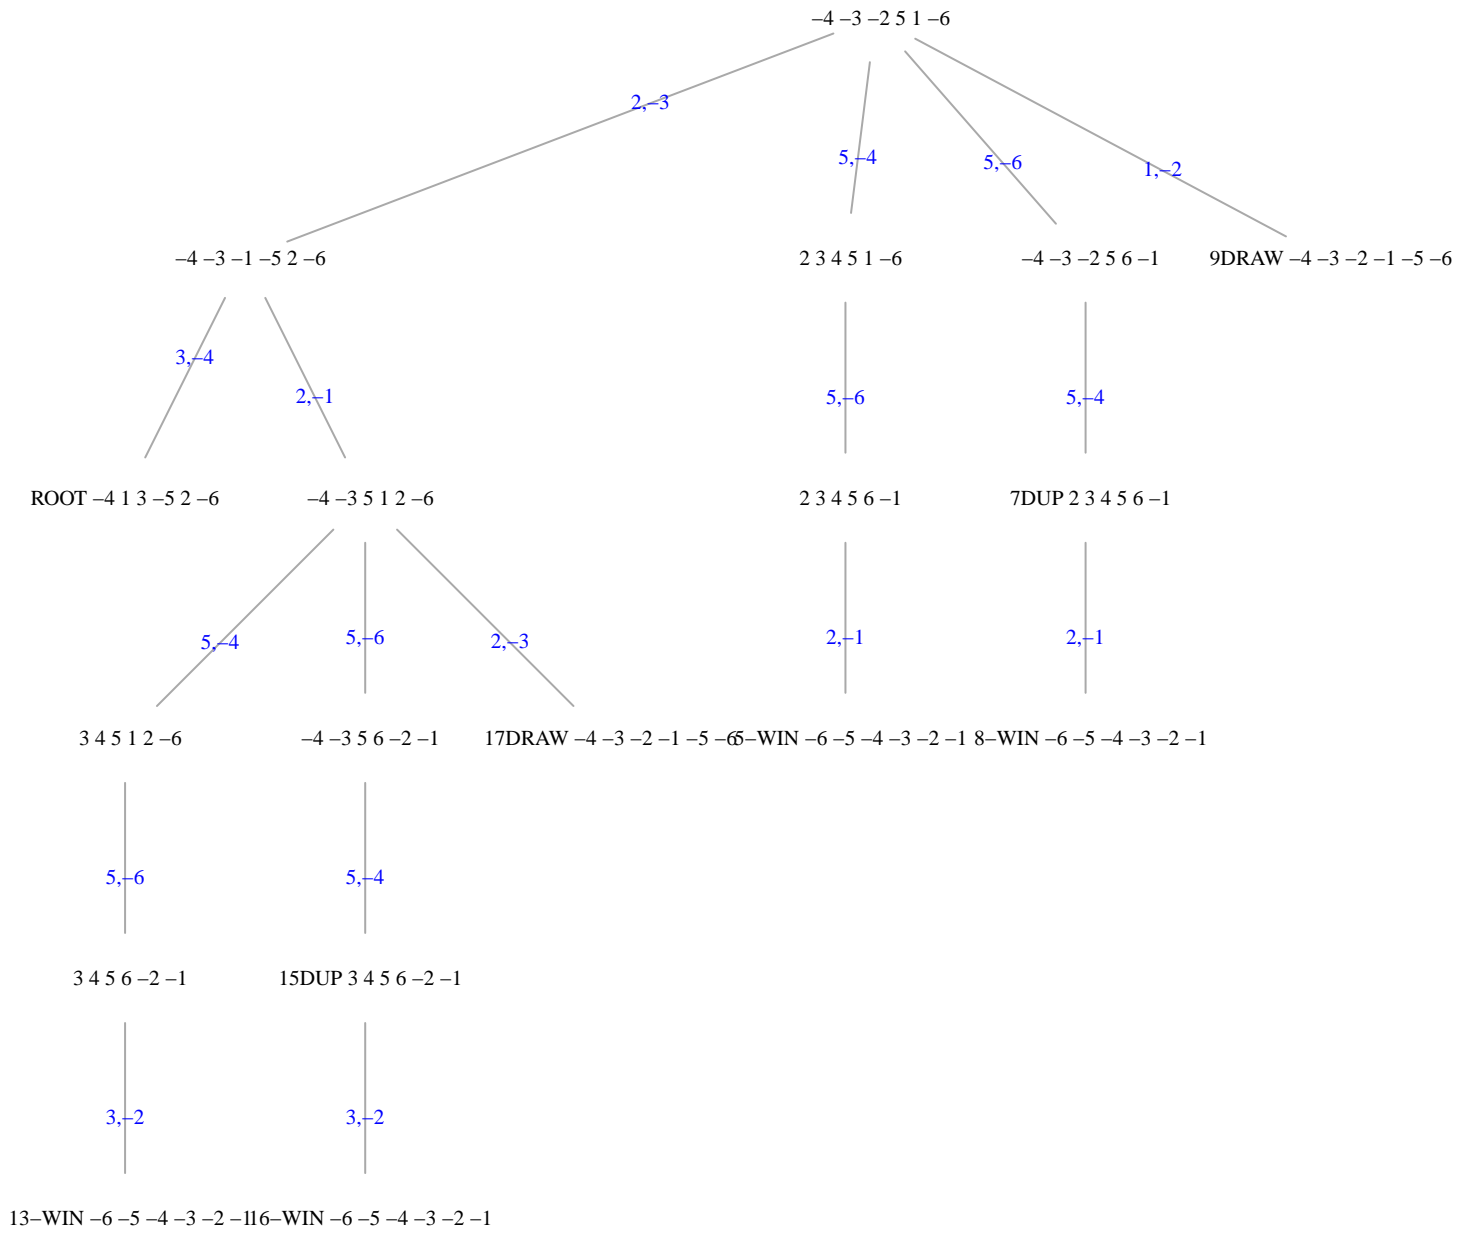 –4 –3 –2 5 1 –6
2,–3
5,–4
5,–6
1,–2
–4 –3 –1 –5 2 –6
2 3 4 5 1 –6
–4 –3 –2 5 6 –1
9DRAW –4 –3 –2 –1 –5 –6
3,–4
2,–1
5,–6
5,–4
ROOT –4 1 3 –5 2 –6
–4 –3 5 1 2 –6
2 3 4 5 6 –1
7DUP 2 3 4 5 6 –1
5,–4
5,–6
2,–3
2,–1
2,–1
3 4 5 1 2 –6
–4 –3 5 6 –2 –1
17DRAW –4 –3 –2 –1 –5 –6
5–WIN –6 –5 –4 –3 –2 –1
8–WIN –6 –5 –4 –3 –2 –1
5,–6
5,–4
3 4 5 6 –2 –1
15DUP 3 4 5 6 –2 –1
3,–2
3,–2
13–WIN –6 –5 –4 –3 –2 –1
16–WIN –6 –5 –4 –3 –2 –1